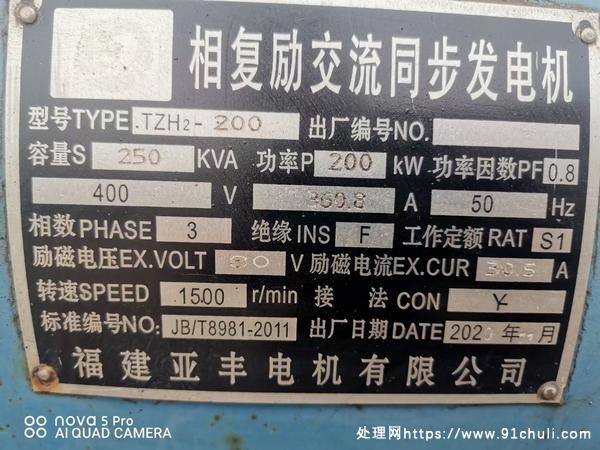 相复励交流同步发电机
型号TYPE .TZH2-200 出厂编号NO.
容量S 250 KVA 功率P 200 kW 功率因数PF 0.8
400 V 360.8 A 50 Hz
相数PHASE 3 绝缘INS F 工作定额RAT S1
励磁电压EX.VOLT 80 V 励磁电流EX.CUR 30.5 A
转速SPEED 1500 r/min 接法CON Y
标准编号NO: JB/T8981-2011 出厂日期DATE 202 年 月
福建亚丰电机有限公司
nova 5 Pro
AI QUAD CAMERA
处理网https://www.91chuli.com